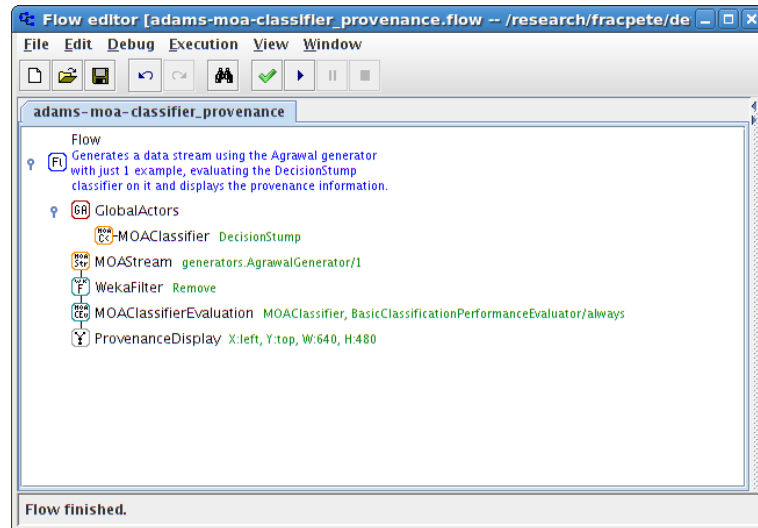 Flow editor [adams-moa-classifier_provenance.flow -- /research/fracpete/de
File Edit Debug Execution View Window
adams-moa-classifier_provenance
Flow
Generates a data stream using the Agrawal generator
with just 1 example, evaluating the DecisionStump
classifier on it and displays the provenance information.
GA GlobalActors
-MOAClassifier DecisionStump
MOAStream generators.AgrawalGenerator/1
WekaFilter Remove
MOAClassifierEvaluation MOAClassifier, BasicClassificationPerformanceEvaluator/always
ProvenanceDisplay X:left, Y:top, W:640, H:480
Flow finished.